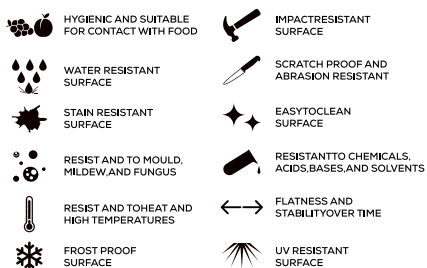 HYGIENIC AND SUITABLE
FOR CONTACT WITH FOOD
IMPACTRESISTANT
SURFACE
WATER RESISTANT
SURFACE
SCRATCH PROOF AND
ABRASION RESISTANT
STAIN RESISTANT
SURFACE
EASYTOCLEAN
SURFACE
RESIST AND TO MOULD,
MILDEW,AND FUNGUS
RESISTANTTO CHEMICALS,
ACIDS,BASES,AND SOLVENTS
RESIST AND TOHEAT AND
HIGH TEMPERATURES
FLATNESS AND
STABILITYOVER TIME
FROST PROOF
SURFACE
UV RESISTANT
SURFACE